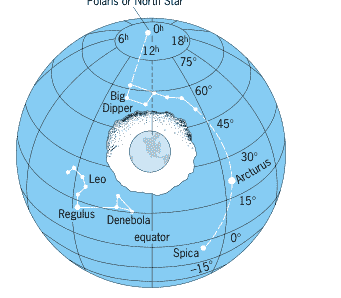 Polaris or North Star
0h
6h
18h
12h
75°
60°
Big
Dipper
45°
30°
Arcturus
Leo
15°
Regulus
Denebola
equator
0°
Spica
-15°